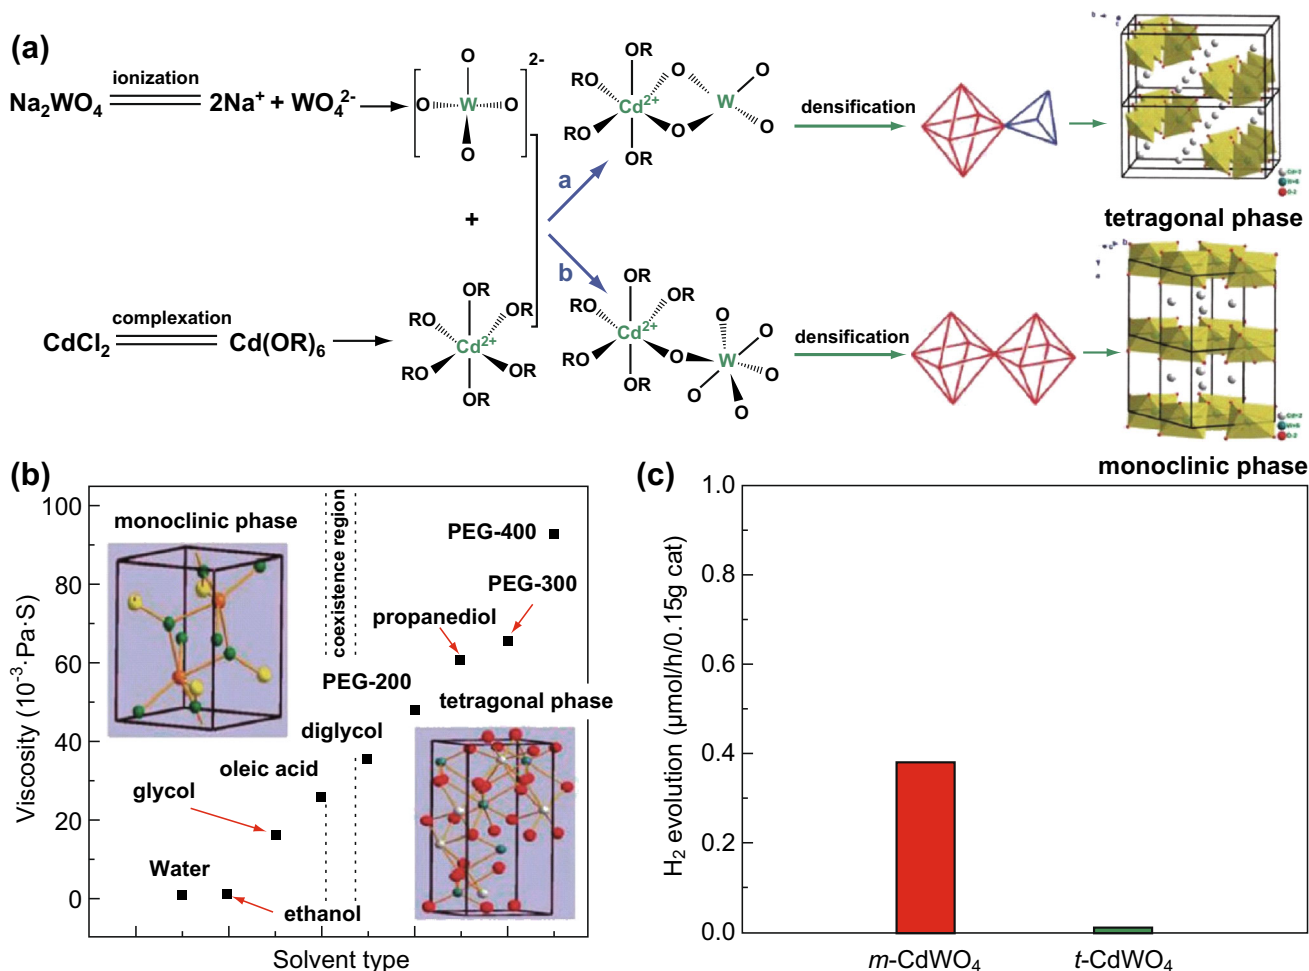 (a)
Na₂WO₄ ionization 2Na⁺ + WO₄²⁻
O
O W O
O
2-
OR
RO O O
Cd²⁺ W
RO O O
OR
densification
tetragonal phase
a
+
b
CdCl₂ complexation Cd(OR)₆
OR
RO OR
Cd²⁺
RO OR
OR
OR
RO OR O O
Cd²⁺
RO O W O
OR O O
densification
monoclinic phase
Cd+2
W+6
O-2
(b)
Viscosity (10⁻³·Pa·S)
100
80
60
40
20
0
monoclinic phase
coexistence region
PEG-400
PEG-300
propanediol
PEG-200
tetragonal phase
diglycol
oleic acid
glycol
Water
ethanol
Solvent type
(c)
H₂ evolution (μmol/h/0.15g cat)
1.0
0.8
0.6
0.4
0.2
0.0
m-CdWO₄ t-CdWO₄